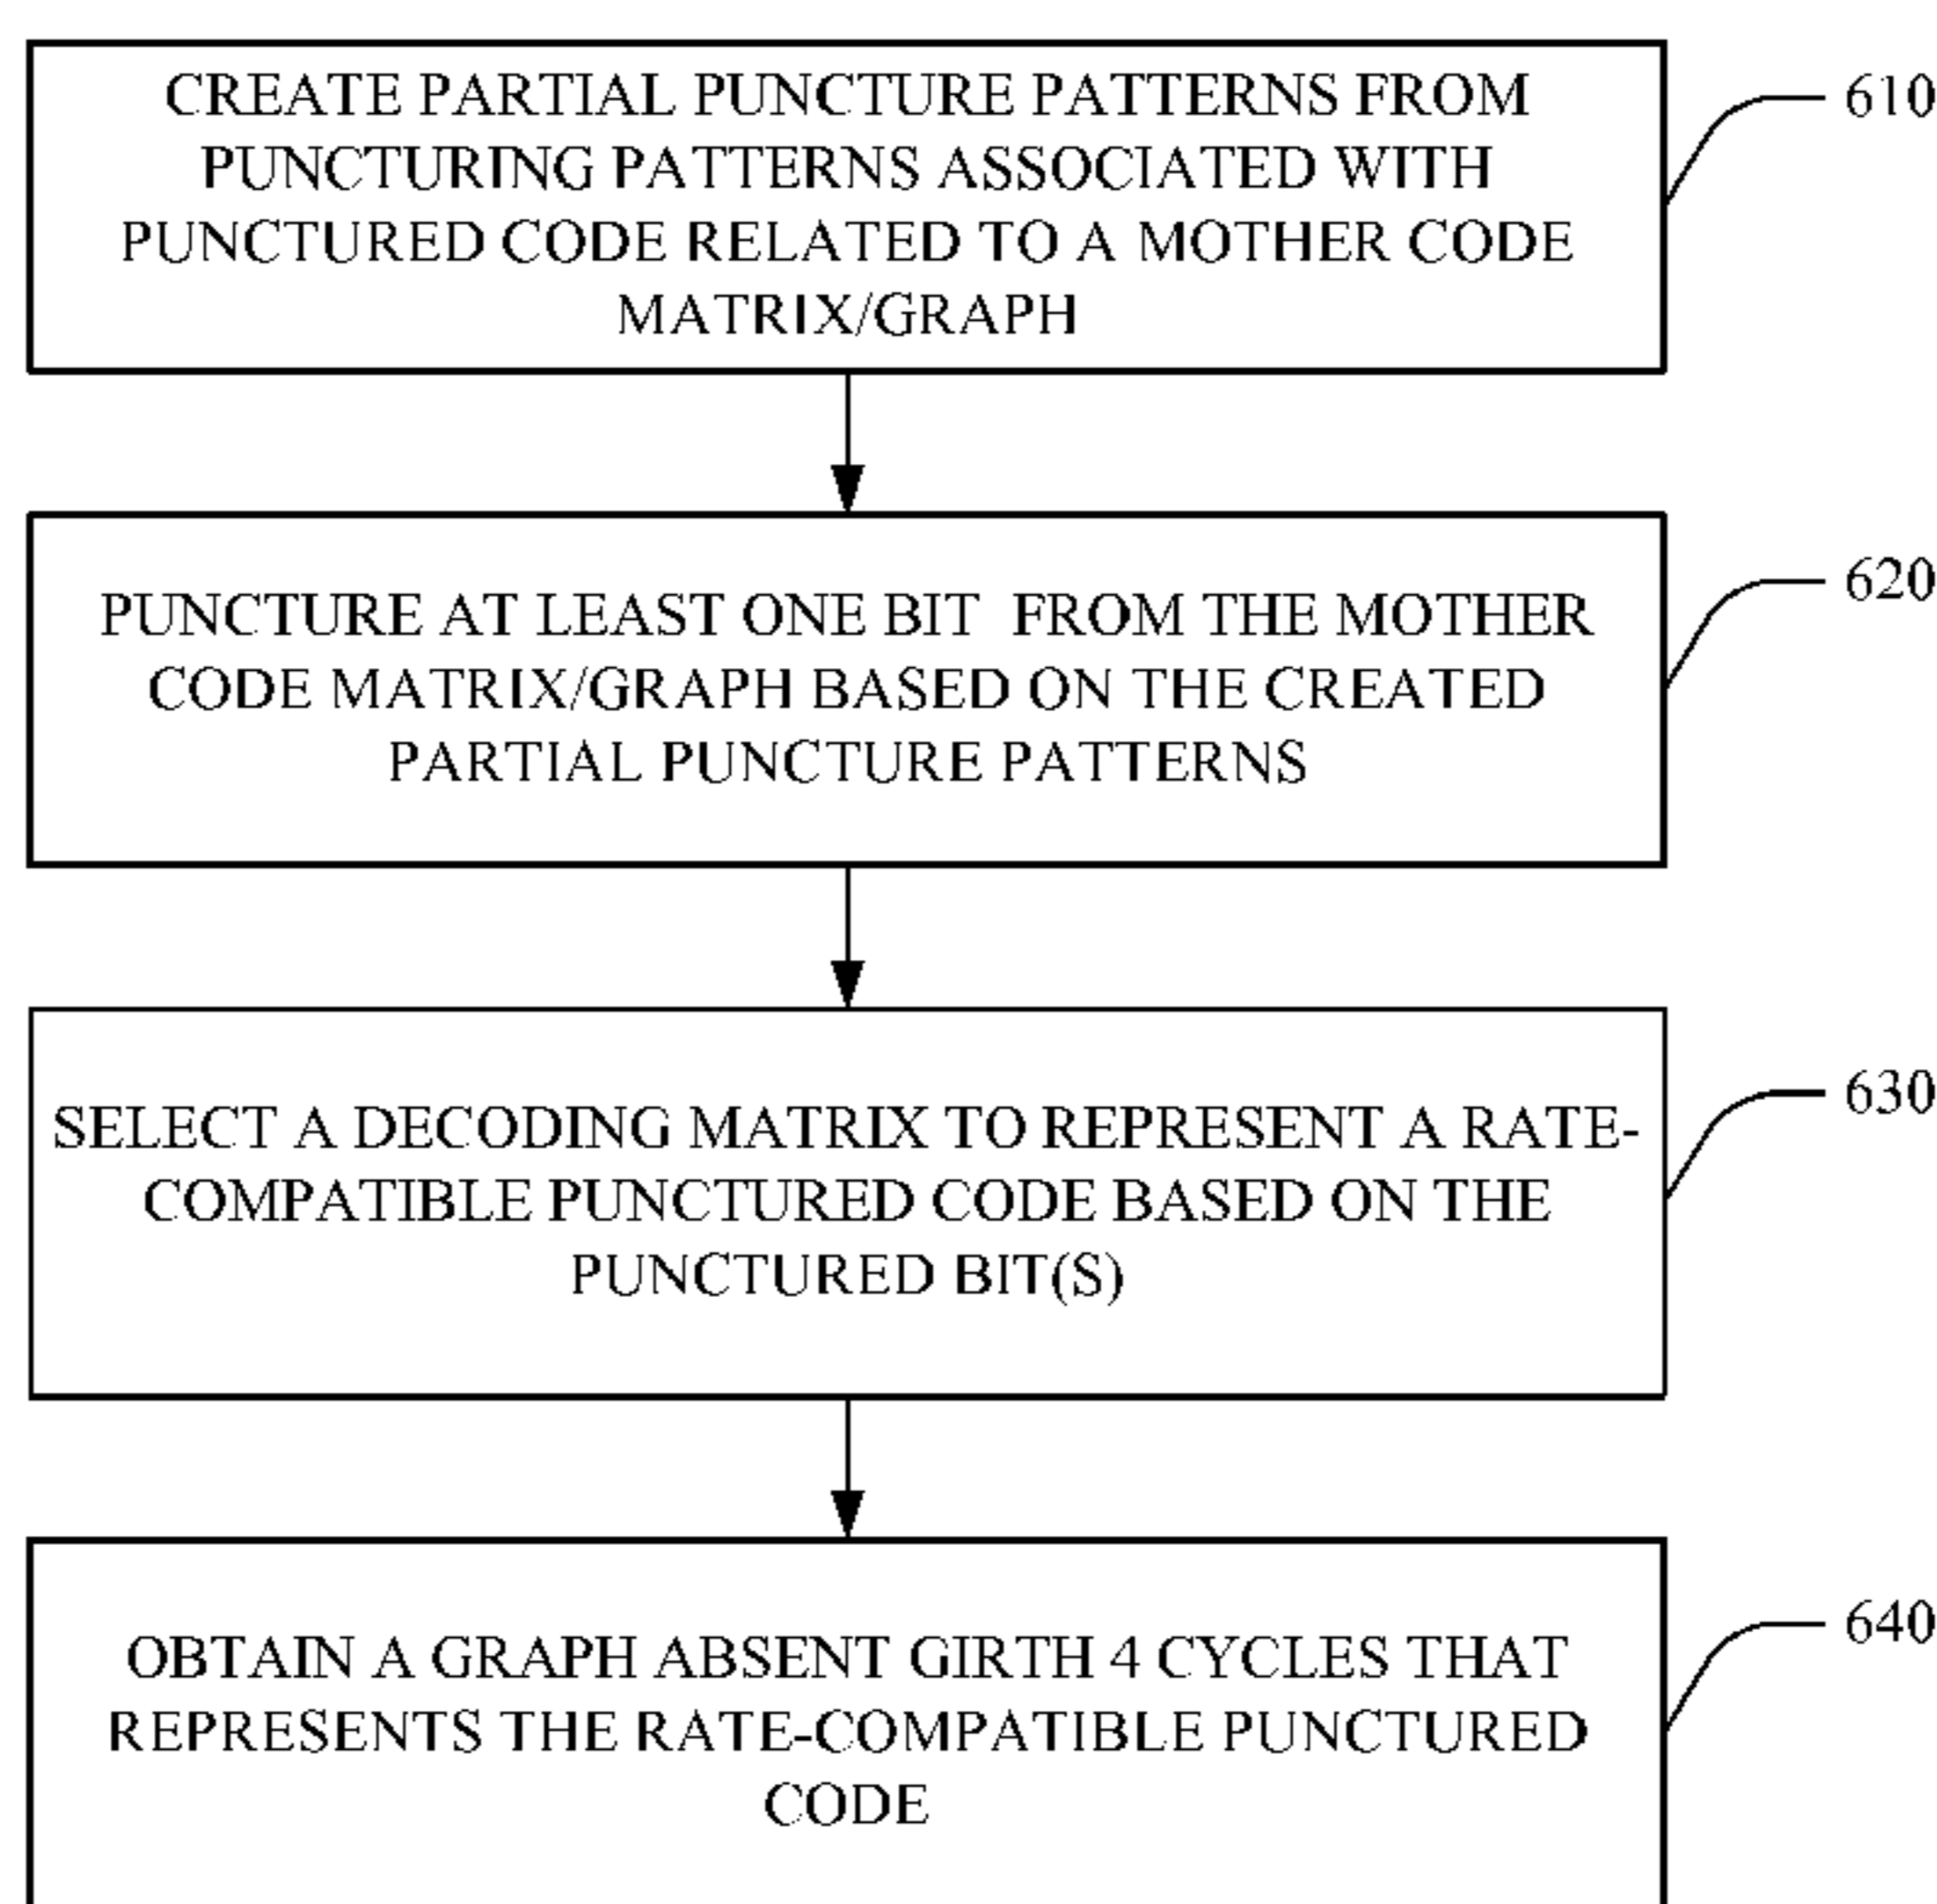 CREATE PARTIAL PUNCTURE PATTERNS FROM
PUNCTURING PATTERNS ASSOCIATED WITH
PUNCTURED CODE RELATED TO A MOTHER CODE
MATRIX/GRAPH
610
PUNCTURE AT LEAST ONE BIT FROM THE MOTHER
CODE MATRIX/GRAPH BASED ON THE CREATED
PARTIAL PUNCTURE PATTERNS
620
SELECT A DECODING MATRIX TO REPRESENT A RATE-
COMPATIBLE PUNCTURED CODE BASED ON THE
PUNCTURED BIT(S)
630
OBTAIN A GRAPH ABSENT GIRTH 4 CYCLES THAT
REPRESENTS THE RATE-COMPATIBLE PUNCTURED
CODE
640